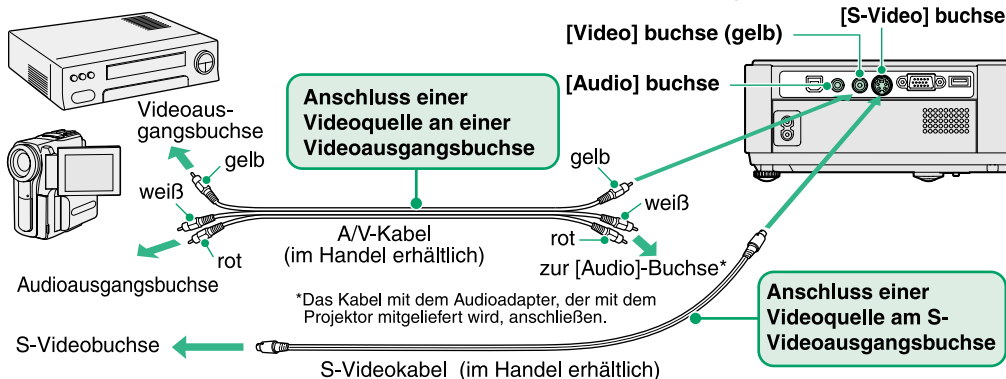 [S-Video] buchse
[Video] buchse (gelb)
[Audio] buchse
Videoaus-
gangsbuchse
Anschluss einer
Videoquelle an einer
Videoausgangsbuchse
gelb
gelb
weiß
weiß
rot
rot
A/V-Kabel
(im Handel erhältlich)
zur [Audio]-Buchse*
Audioausgangsbuchse
*Das Kabel mit dem Audioadapter, der mit dem
Projektor mitgeliefert wird, anschließen.
Anschluss einer
Videoquelle am S-
Videoausgangsbuchse
S-Videobuchse
S-Videokabel (im Handel erhältlich)